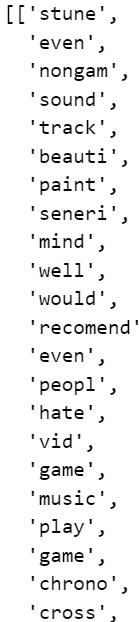 [['stune',
'even',
'nongam',
'sound',
'track',
'beauti',
'paint',
'seneri',
'mind',
'well',
'would',
'recomend'
'even',
'peopl',
'hate',
'vid',
'game',
'music',
'play',
'game',
'chrono',
'cross',